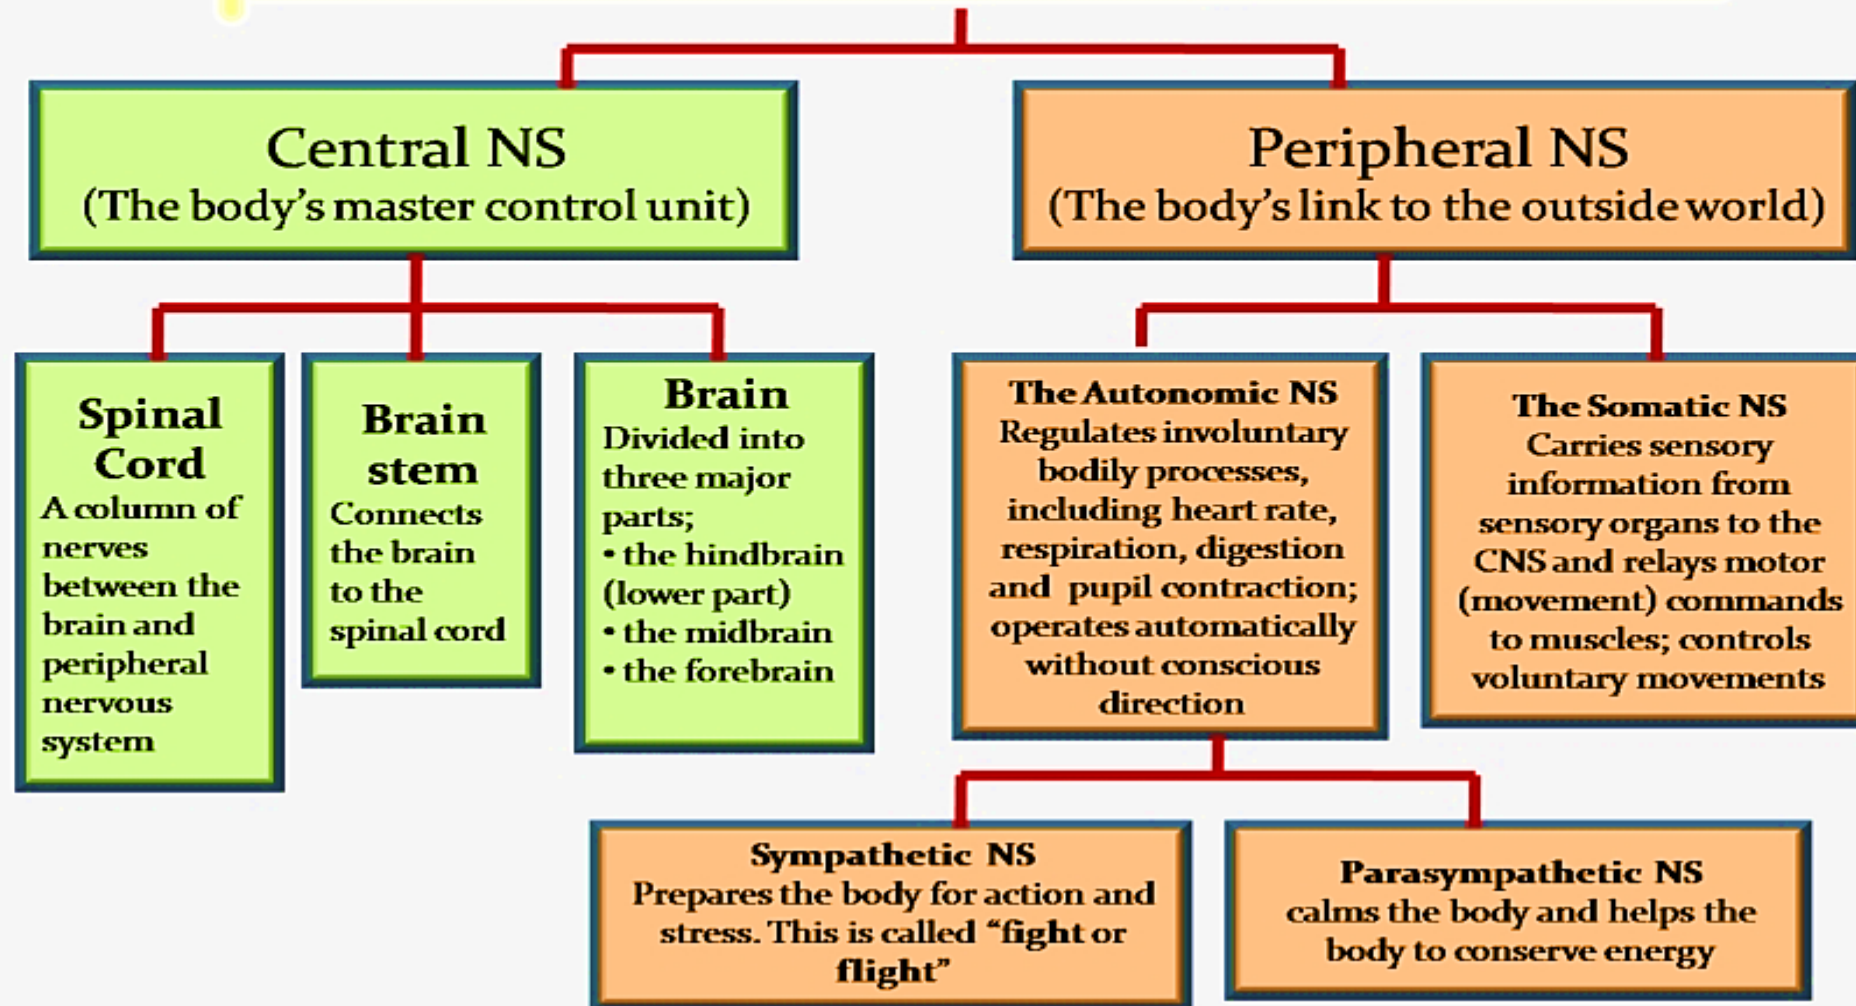 Central NS
(The body's master control unit)
Peripheral NS
(The body's link to the outside world)
Spinal
Cord
A column of
nerves
between the
brain and
peripheral
nervous
system
Brain
stem
Connects
the brain
to the
spinal cord
Brain
Divided into
three major
parts;
• the hindbrain
(lower part)
• the midbrain
• the forebrain
The Autonomic NS
Regulates involuntary
bodily processes,
including heart rate,
respiration, digestion
and pupil contraction;
operates automatically
without conscious
direction
The Somatic NS
Carries sensory
information from
sensory organs to the
CNS and relays motor
(movement) commands
to muscles; controls
voluntary movements
Sympathetic NS
Prepares the body for action and
stress. This is called “fight or
flight”
Parasympathetic NS
calms the body and helps the
body to conserve energy